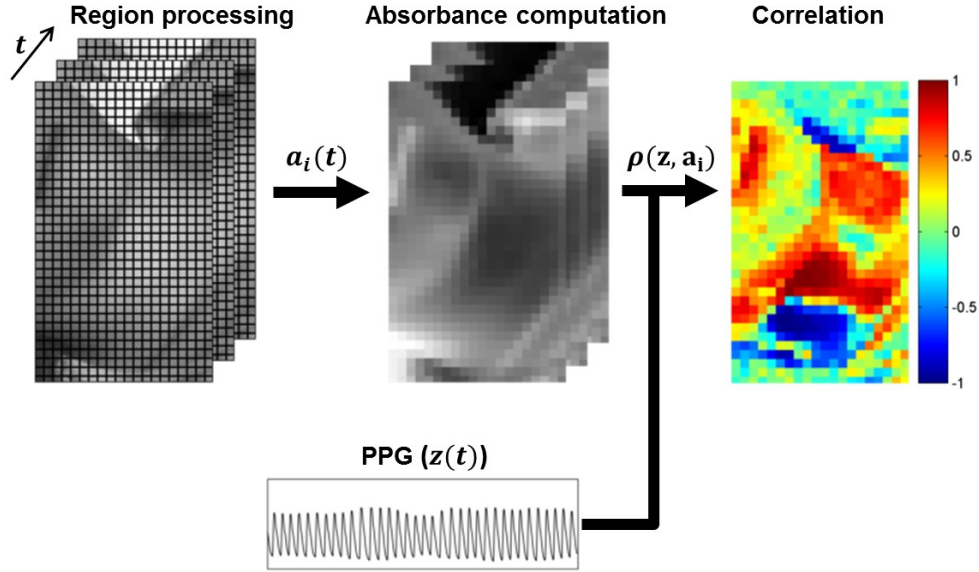 Region processing
Absorbance computation
Correlation
t
a_i(t)
ρ(z, a_i)
1
0.5
0
-0.5
-1
PPG (z(t))